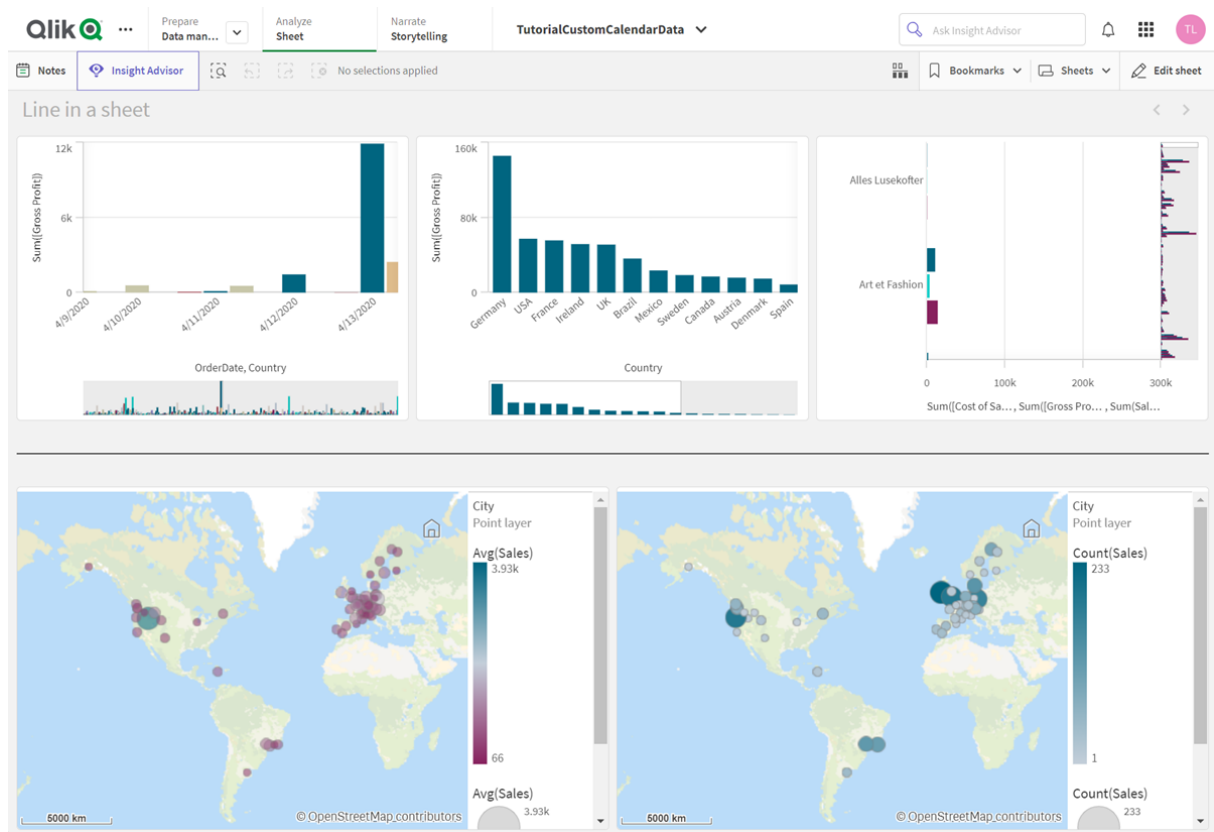 Qlik
Prepare
Data man...
Analyze
Sheet
Narrate
Storytelling
TutorialCustomCalendarData
Ask Insight Advisor
TL
Notes
Insight Advisor
No selections applied
Bookmarks
Sheets
Edit sheet
Line in a sheet
Sum([Gross Profit])
12k
6k
0
4/9/2020
4/10/2020
4/11/2020
4/12/2020
4/13/2020
OrderDate, Country
Sum([Gross Profit])
160k
80k
0
Germany
USA
France
Ireland
UK
Brazil
Mexico
Sweden
Canada
Austria
Denmark
Spain
Country
Alles Lusekofter
Art et Fashion
0
100k
200k
300k
Sum([Cost of Sa..., Sum([Gross Pro... , Sum(Sal...
5000 km
© OpenStreetMap contributors
City
Point layer
Avg(Sales)
3.93k
66
Avg(Sales)
3.93k
5000 km
© OpenStreetMap contributors
City
Point layer
Count(Sales)
233
1
Count(Sales)
233